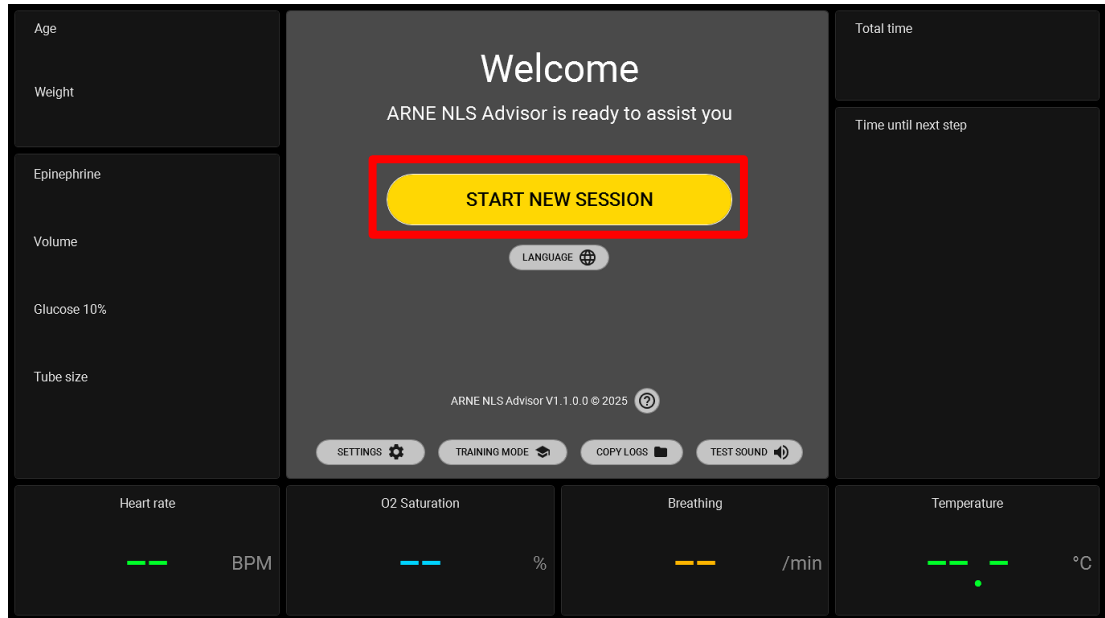 Age
Weight
Epinephrine
Volume
Glucose 10%
Tube size
Welcome
ARNE NLS Advisor is ready to assist you
START NEW SESSION
LANGUAGE
ARNE NLS Advisor V1.1.0.0 © 2025 ?
SETTINGS
TRAINING MODE
COPY LOGS
TEST SOUND
Total time
Time until next step
Heart rate
-- BPM
O2 Saturation
-- %
Breathing
-- /min
Temperature
--.- °C